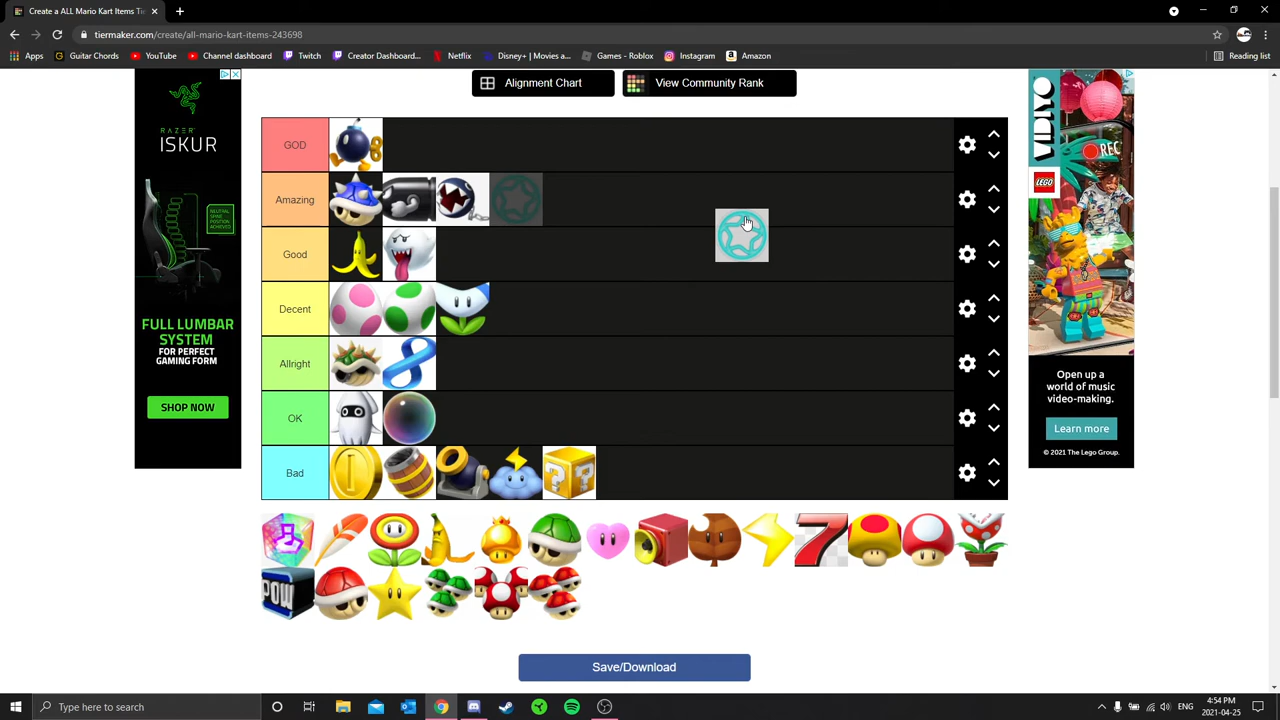 Create a ALL Mario Kart Items Tie
tiermaker.com/create/all-mario-kart-items-243698
Apps
Guitar Chords
YouTube
Channel dashboard
Twitch
Creator Dashboard...
Netflix
Disney+ | Movies a...
Games - Roblox
Instagram
Amazon
Reading list
Alignment Chart
View Community Rank
RAZER
ISKUR
FULL LUMBAR
SYSTEM
FOR PERFECT
GAMING FORM
SHOP NOW
GOD
Amazing
Good
Decent
Allright
OK
Bad
? ?
7
POW
Save/Download
VIDIYO
REC
LEGO
Open up a
world of music
video-making.
Learn more
© 2021 The Lego Group.
Type here to search
ENG
4:54 PM
2021-04-25